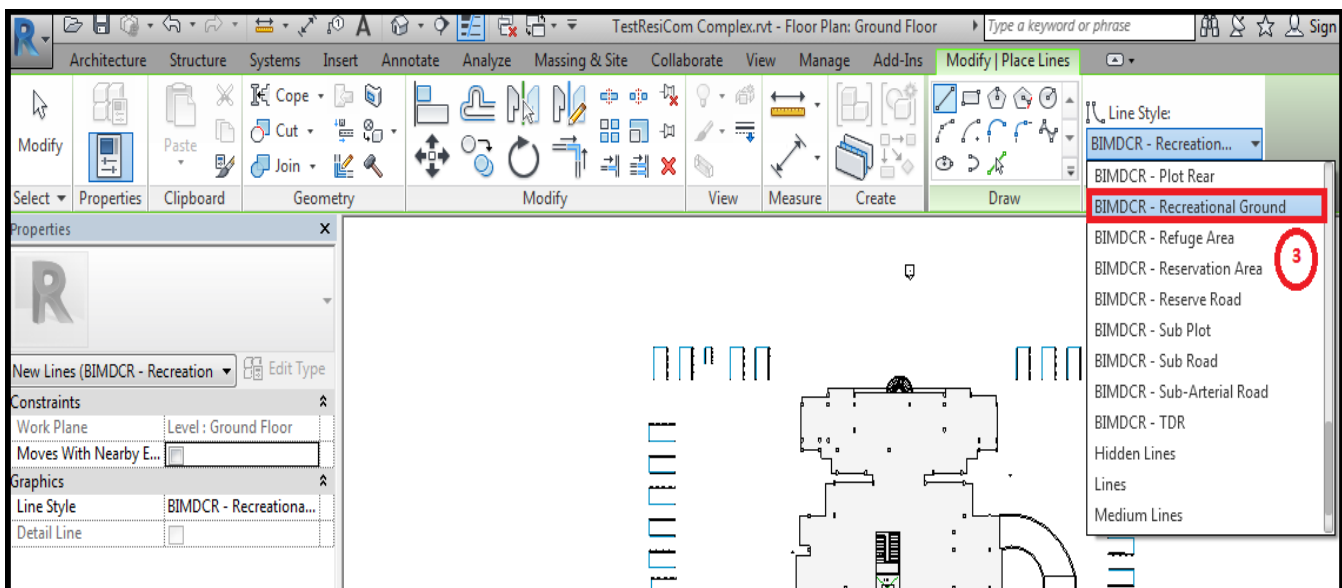 TestResiCom Complex.rvt - Floor Plan: Ground Floor
Type a keyword or phrase
Sign
Architecture Structure Systems Insert Annotate Analyze Massing & Site Collaborate View Manage Add-Ins Modify | Place Lines
Modify
Paste
Cope
Cut
Join
Line Style:
BIMDCR - Recreation...
Select Properties Clipboard Geometry Modify View Measure Create Draw
BIMDCR - Plot Rear
BIMDCR - Recreational Ground
BIMDCR - Refuge Area
BIMDCR - Reservation Area
BIMDCR - Reserve Road
BIMDCR - Sub Plot
BIMDCR - Sub Road
BIMDCR - Sub-Arterial Road
BIMDCR - TDR
Hidden Lines
Lines
Medium Lines
3
Properties X
New Lines (BIMDCR - Recreation Edit Type
Constraints
Work Plane Level : Ground Floor
Moves With Nearby E...
Graphics
Line Style BIMDCR - Recreationa...
Detail Line